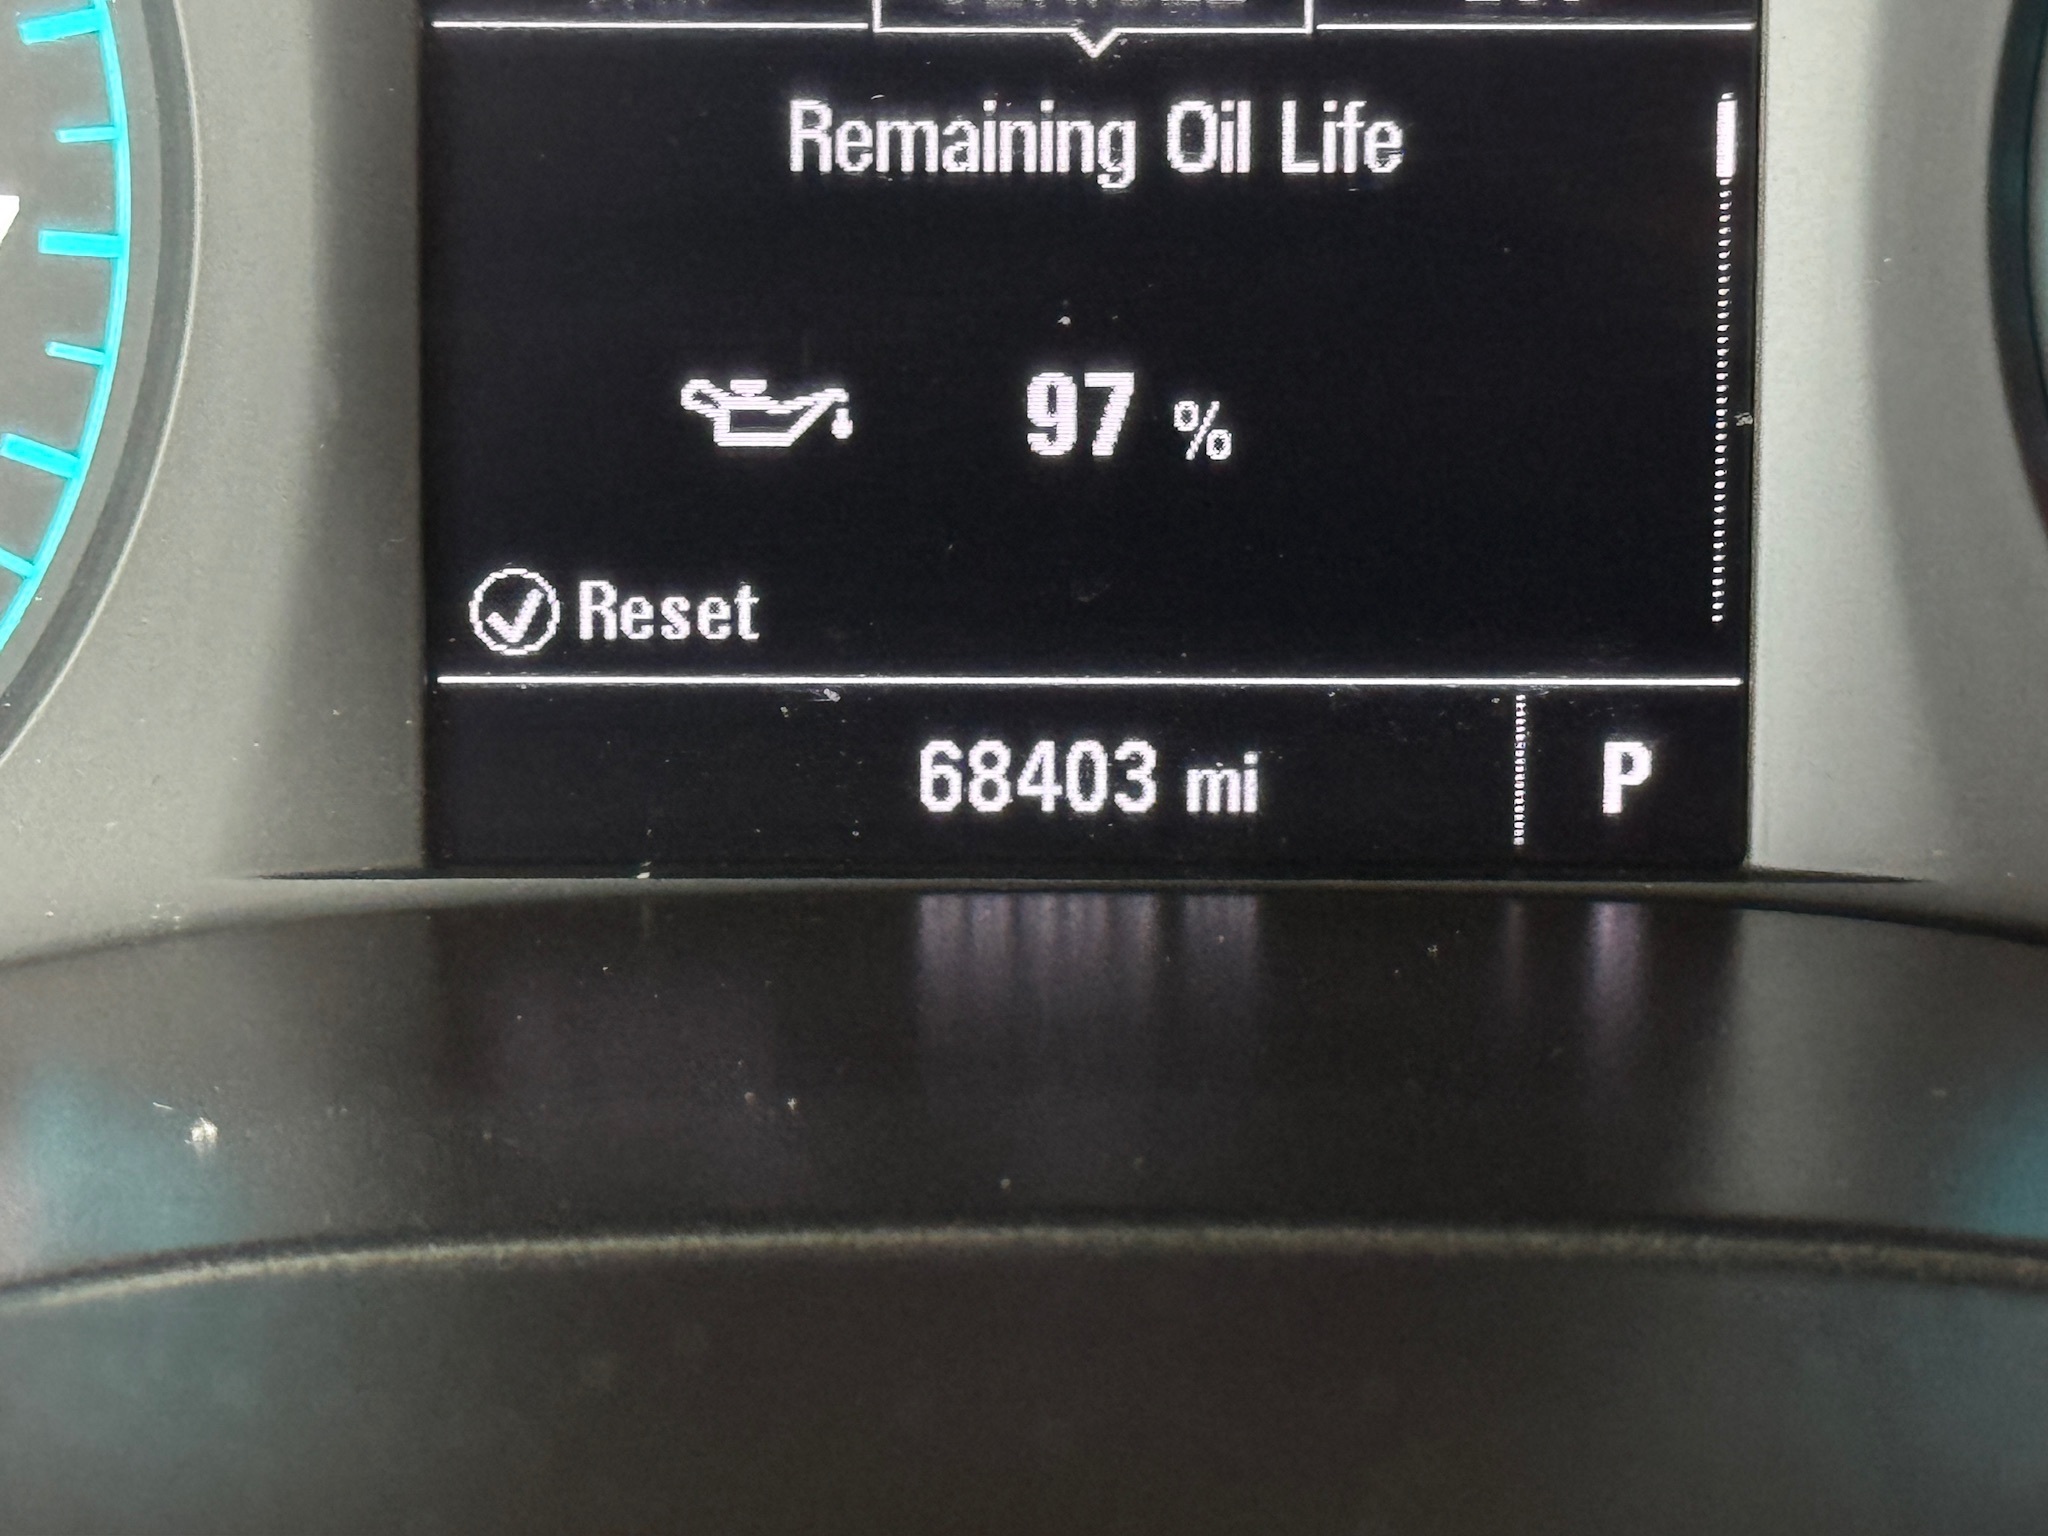 Remaining Oil Life
97 %
Reset
68403 mi
P